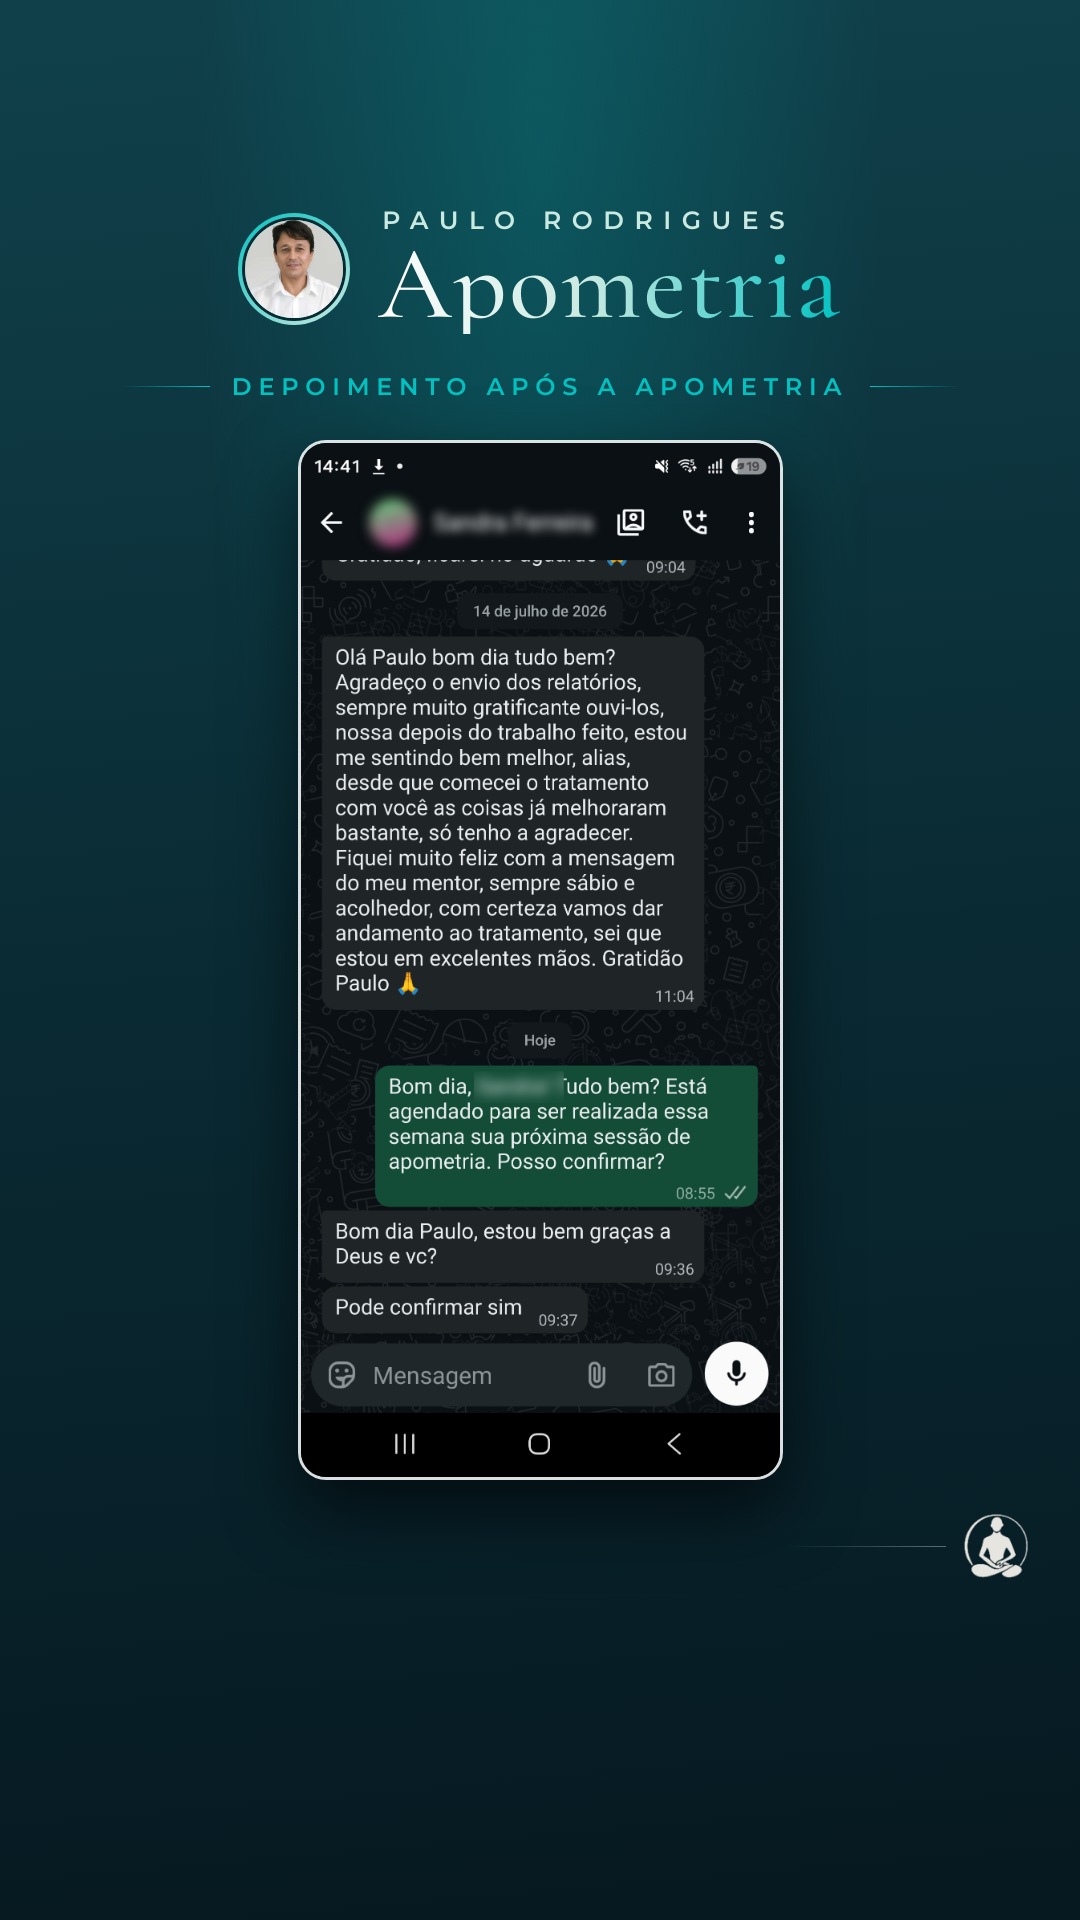 PAULO RODRIGUES
Apometria
DEPOIMENTO APÓS A APOMETRIA
14:41
19
09:04
14 de julho de 2026
Olá Paulo bom dia tudo bem?
Agradeço o envio dos relatórios,
sempre muito gratificante ouvi-los,
nossa depois do trabalho feito, estou
me sentindo bem melhor, alias,
desde que comecei o tratamento
com você as coisas já melhoraram
bastante, só tenho a agradecer.
Fiquei muito feliz com a mensagem
do meu mentor, sempre sábio e
acolhedor, com certeza vamos dar
andamento ao tratamento, sei que
estou em excelentes mãos. Gratidão
Paulo 🙏
11:04
Hoje
Bom dia, Tudo bem? Está
agendado para ser realizada essa
semana sua próxima sessão de
apometria. Posso confirmar?
08:55
Bom dia Paulo, estou bem graças a
Deus e vc?
09:36
Pode confirmar sim
09:37
Mensagem